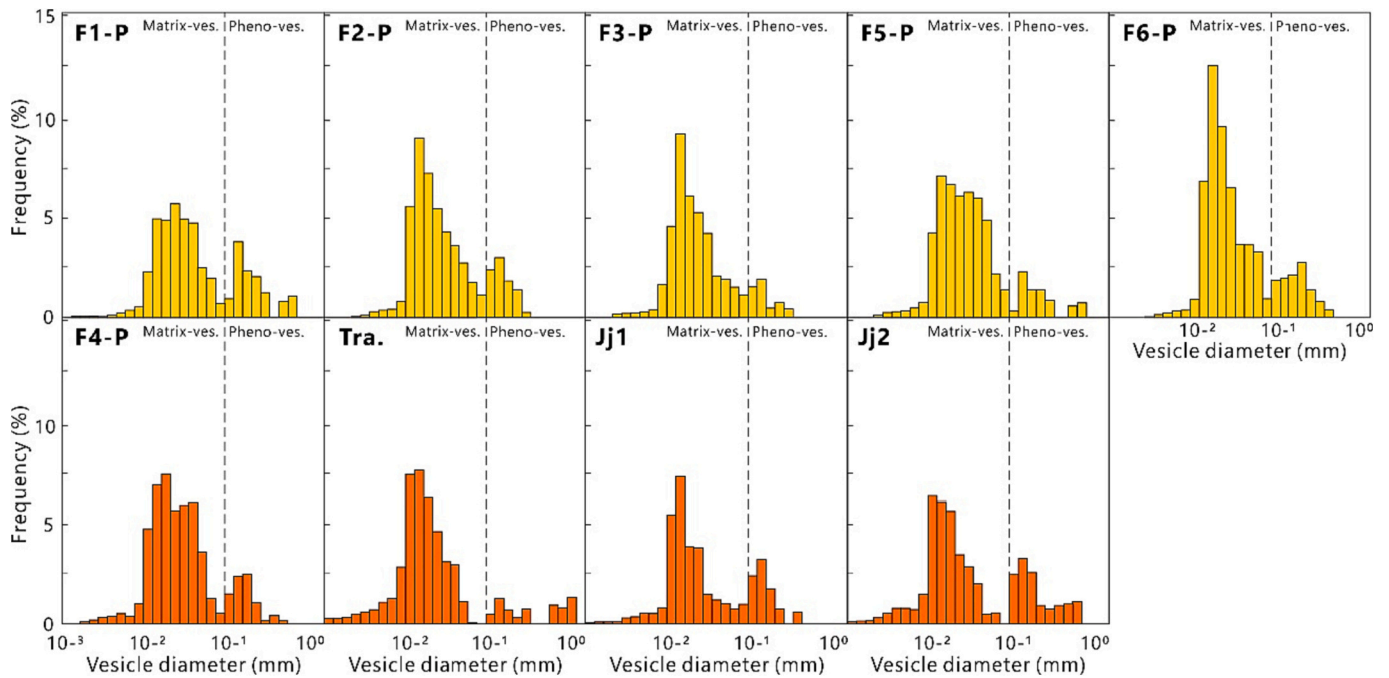 15
F1-P Matrix-ves. Pheno-ves.
F2-P Matrix-ves. Pheno-ves.
F3-P Matrix-ves. Pheno-ves.
F5-P Matrix-ves. Pheno-ves.
F6-P Matrix-ves. Pheno-ves.
Frequency (%)
10
5
0
10⁻² 10⁻¹ 10⁰
Vesicle diameter (mm)
F4-P Matrix-ves. Pheno-ves.
Tra. Matrix-ves. Pheno-ves.
Jj1 Matrix-ves. Pheno-ves.
Jj2 Matrix-ves. Pheno-ves.
Frequency (%)
10
5
0
10⁻³ 10⁻² 10⁻¹ 10⁻² 10⁻¹ 10⁻² 10⁻¹ 10⁻² 10⁻¹ 10⁰
Vesicle diameter (mm) Vesicle diameter (mm) Vesicle diameter (mm) Vesicle diameter (mm)